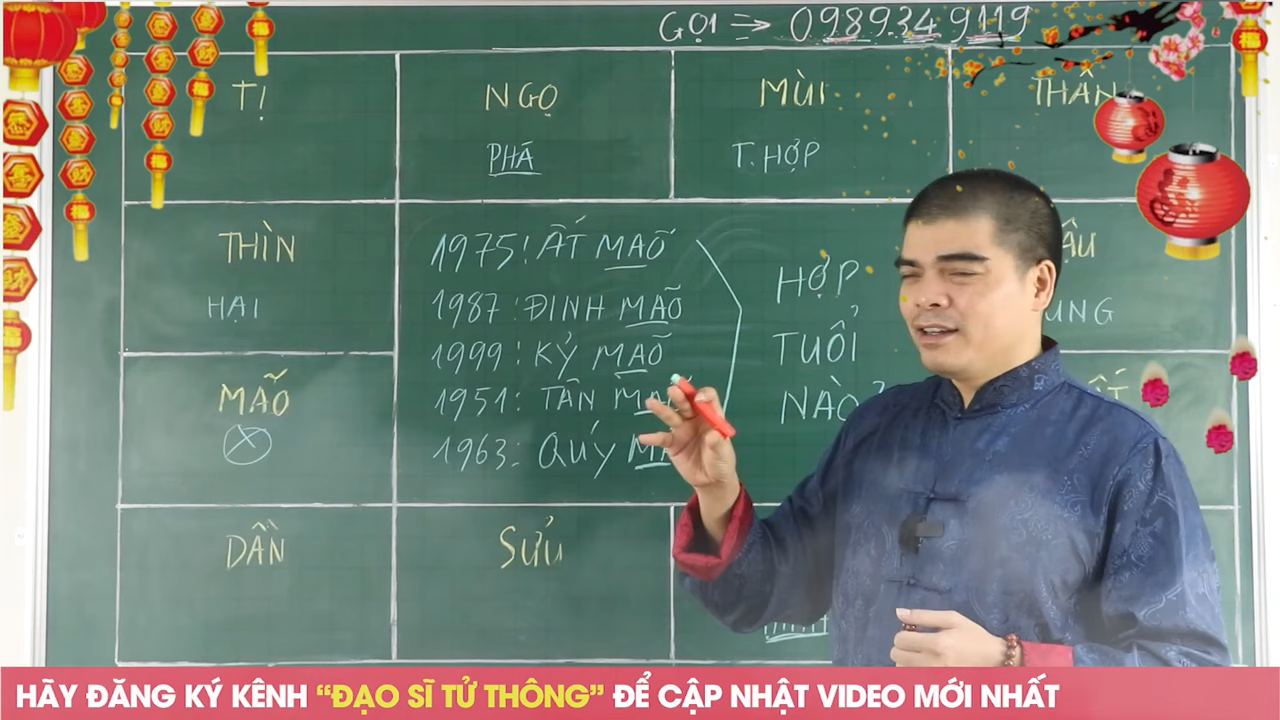 GỌI => 0989349119
TỊ
NGỌ
MÙI
THÂN
PHÁ
T. HỢP
THÌN
1975: ẤT MÃO
HỢP
HẠI
1987: ĐINH MÃO
1999: KỶ MÃO
TUỔI
MÃO
1951: TÂN
NÀO?
1963: QUÝ
DẦN
SỬU
HÃY ĐĂNG KÝ KÊNH “ĐẠO SĨ TỬ THÔNG” ĐỂ CẬP NHẬT VIDEO MỚI NHẤT